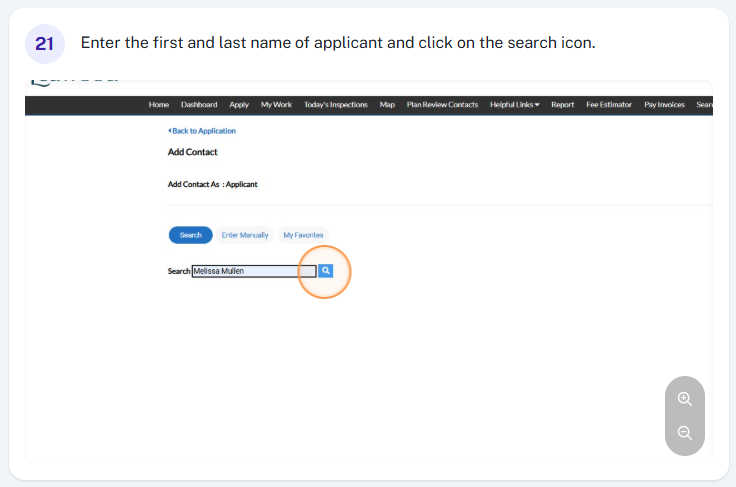 21 Enter the first and last name of applicant and click on the search icon.
Home Dashboard Apply My Work Today's Inspections Map Plan Review Contacts Helpful Links Report Fee Estimator Pay Invoices
Back to Application
Add Contact
Add Contact As : Applicant
Search Enter Manually My Favorites
Search Melissa Mullen